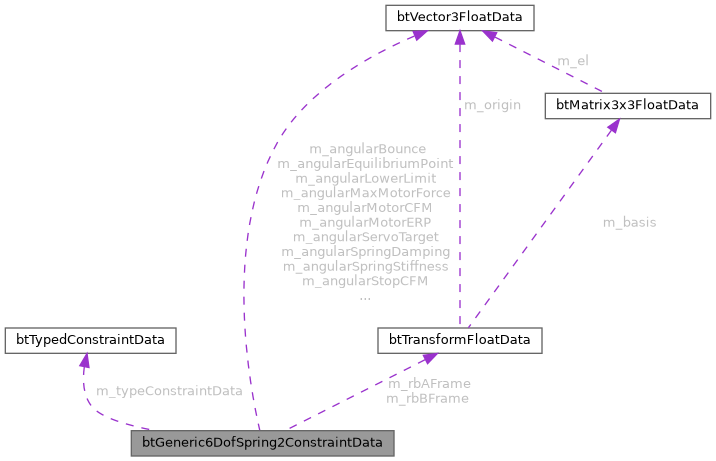 btVector3FloatData
m_el
btMatrix3x3FloatData
m_origin
m_angularBounce
m_angularEquilibriumPoint
m_angularLowerLimit
m_angularMaxMotorForce
m_angularMotorCFM
m_angularMotorERP
m_angularServoTarget
m_angularSpringDamping
m_angularSpringStiffness
m_angularStopCFM
...
m_basis
btTypedConstraintData
btTransformFloatData
m_typeConstraintData
m_rbAFrame
m_rbBFrame
btGeneric6DofSpring2ConstraintData